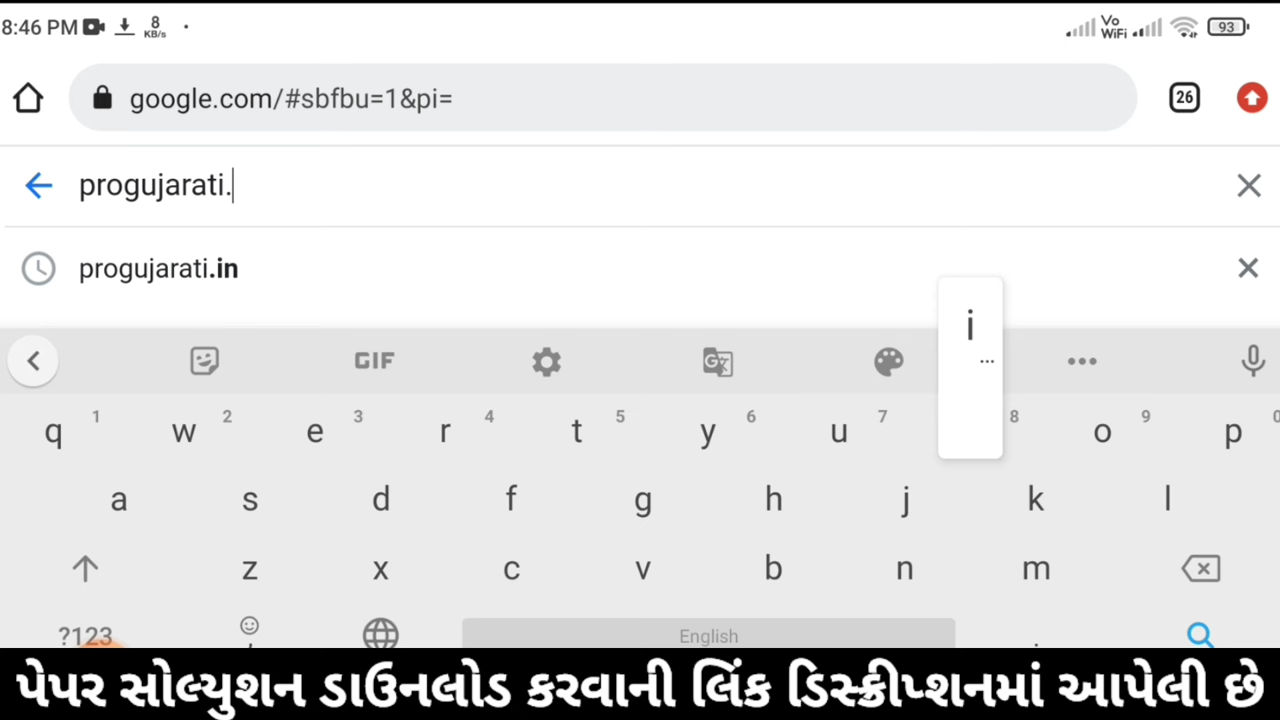 8:46 PM 8 KB/s Vo WiFi 93
google.com/#sbfbu=1&pi= 26
progujarati.
progujarati.in
i
GIF
q 1 w 2 e 3 r 4 t 5 y 6 u 7 8 o 9 p 0
a s d f g h j k l
z x c v b n m
?123 English
પેપર સોલ્યુશન ડાઉનલોડ કરવાની લિંક ડિસ્ક્રીપ્શનમાં આપેલી છે